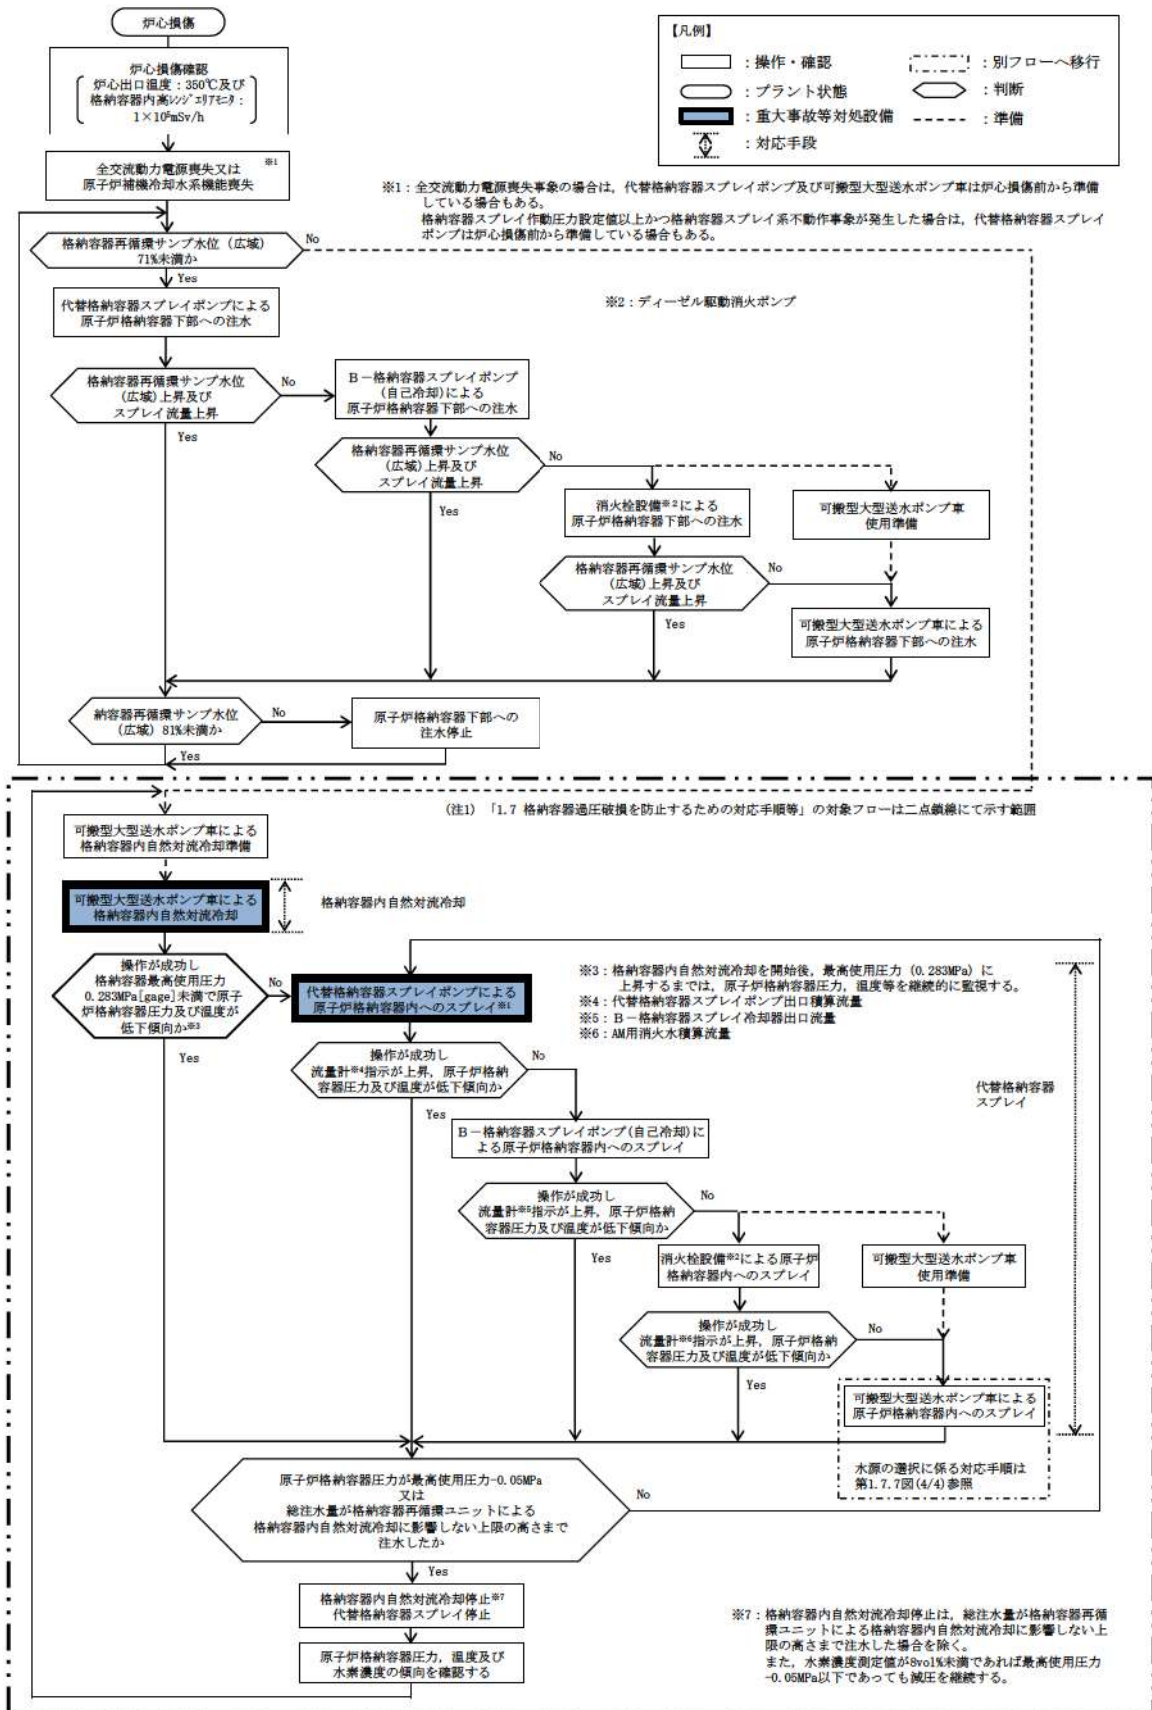 炉心損傷
炉心損傷確認
炉心出口温度：350℃及び
格納容器内高ﾚﾝｼﾞｴﾘｱﾓﾆﾀ：
1×10⁵mSv/h
全交流動力電源喪失又は ※1
原子炉補機冷却水系機能喪失
【凡例】
：操作・確認
：別フローへ移行
：プラント状態
：判断
：重大事故等対処設備
：準備
：対応手段
※1：全交流動力電源喪失事象の場合は，代替格納容器スプレイポンプ及び可搬型大型送水ポンプ車は炉心損傷前から準備
している場合もある。
格納容器スプレイ作動圧力設定値以上かつ格納容器スプレイ系不動作事象が発生した場合は，代替格納容器スプレイ
ポンプは炉心損傷前から準備している場合もある。
格納容器再循環サンプ水位（広域）
71%未満か
No
Yes
代替格納容器スプレイポンプによる
原子炉格納容器下部への注水
※2：ディーゼル駆動消火ポンプ
格納容器再循環サンプ水位
（広域）上昇及び
スプレイ流量上昇
No
Yes
B－格納容器スプレイポンプ
(自己冷却)による
原子炉格納容器下部への注水
格納容器再循環サンプ水位
（広域）上昇及び
スプレイ流量上昇
No
Yes
消火栓設備※2による
原子炉格納容器下部への注水
可搬型大型送水ポンプ車
使用準備
格納容器再循環サンプ水位
（広域）上昇及び
スプレイ流量上昇
No
Yes
可搬型大型送水ポンプ車による
原子炉格納容器下部への注水
納容器再循環サンプ水位
（広域）81%未満か
No
Yes
原子炉格納容器下部への
注水停止
(注1) 「1.7 格納容器過圧破損を防止するための対応手順等」の対象フローは二点鎖線にて示す範囲
可搬型大型送水ポンプ車による
格納容器内自然対流冷却準備
可搬型大型送水ポンプ車による
格納容器内自然対流冷却
格納容器内自然対流冷却
操作が成功し
格納容器最高使用圧力
0.283MPa[gage]未満で原子
炉格納容器圧力及び温度が
低下傾向か※3
No
Yes
代替格納容器スプレイポンプによる
原子炉格納容器内へのスプレイ※1
※3：格納容器内自然対流冷却を開始後，最高使用圧力（0.283MPa）に
上昇するまでは，原子炉格納容器圧力，温度等を継続的に監視する。
※4：代替格納容器スプレイポンプ出口積算流量
※5：B－格納容器スプレイ冷却器出口流量
※6：AM用消火水積算流量
操作が成功し
流量計※4指示が上昇，原子炉格納
容器圧力及び温度が低下傾向か
No
Yes
代替格納容器
スプレイ
B－格納容器スプレイポンプ(自己冷却)に
よる原子炉格納容器内へのスプレイ
操作が成功し
流量計※5指示が上昇，原子炉格納
容器圧力及び温度が低下傾向か
No
Yes
消火栓設備※2による原子炉
格納容器内へのスプレイ
可搬型大型送水ポンプ車
使用準備
操作が成功し
流量計※6指示が上昇，原子炉格納
容器圧力及び温度が低下傾向か
No
Yes
可搬型大型送水ポンプ車による
原子炉格納容器内へのスプレイ
水源の選択に係る対応手順は
第1.7.7図(4/4)参照
原子炉格納容器圧力が最高使用圧力-0.05MPa
又は
総注水量が格納容器再循環ユニットによる
格納容器内自然対流冷却に影響しない上限の高さまで
注水したか
No
Yes
格納容器内自然対流冷却停止※7
代替格納容器スプレイ停止
原子炉格納容器圧力，温度及び
水素濃度の傾向を確認する
※7：格納容器内自然対流冷却停止は，総注水量が格納容器再循
環ユニットによる格納容器内自然対流冷却に影響しない上
限の高さまで注水した場合を除く。
また，水素濃度測定値が8vol%未満であれば最高使用圧力
-0.05MPa以下であっても減圧を継続する。